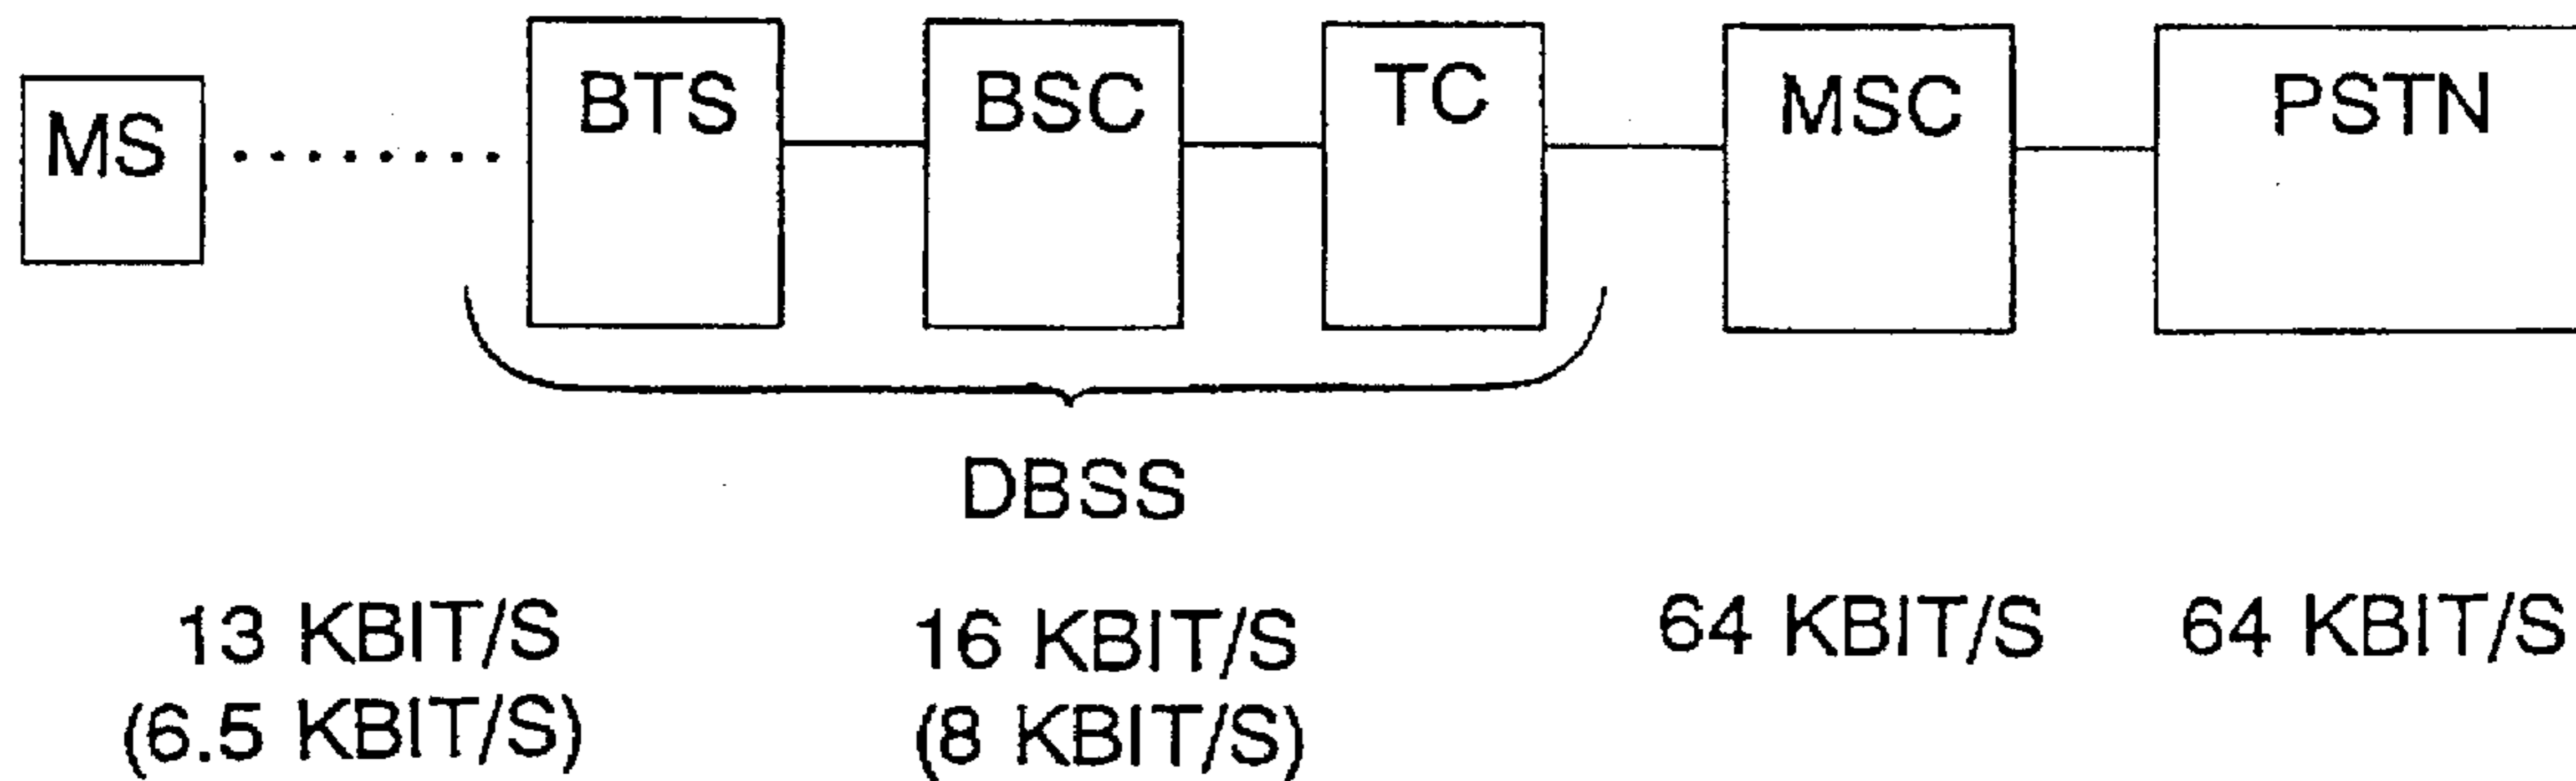 MS
BTS
BSC
TC
MSC
PSTN
DBSS
13 KBIT/S
(6.5 KBIT/S)
16 KBIT/S
(8 KBIT/S)
64 KBIT/S
64 KBIT/S